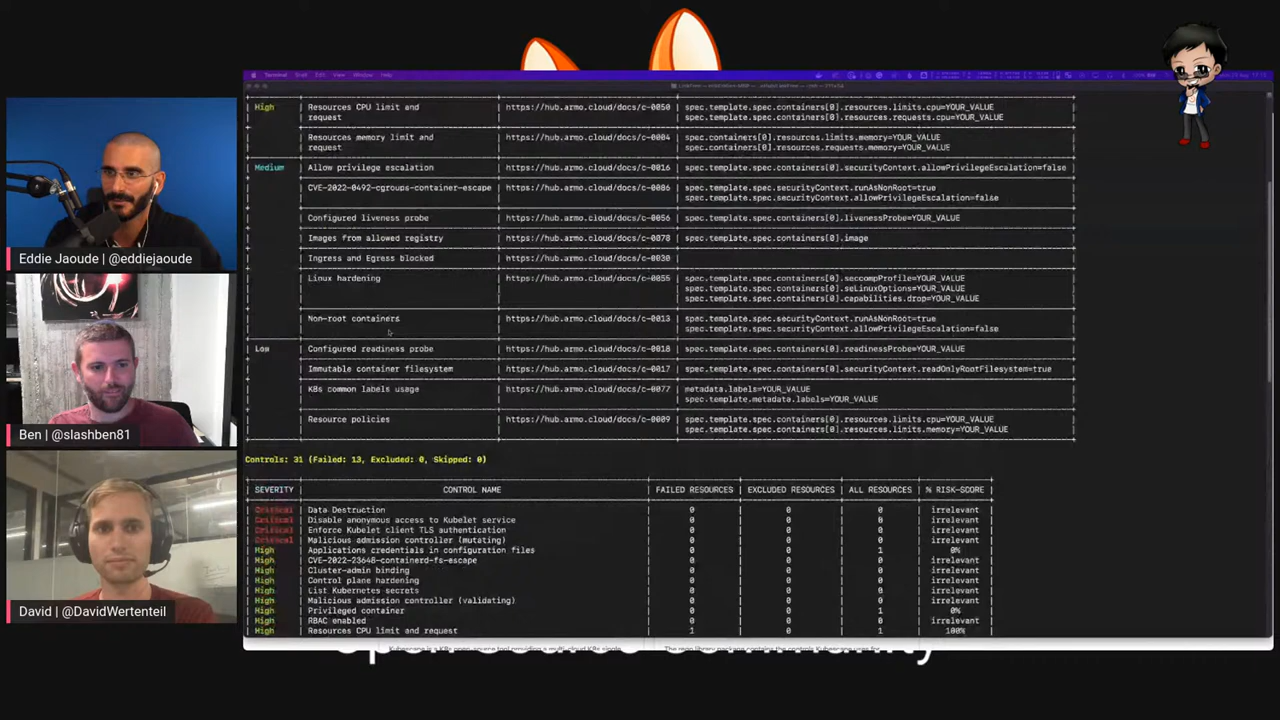 Terminal Shell Edit View Window Help
High Resources CPU limit and https://hub.armo.cloud/docs/c-0050 spec.template.spec.containers[0].resources.limits.cpu=YOUR_VALUE
request spec.template.spec.containers[0].resources.requests.cpu=YOUR_VALUE
Resources memory limit and https://hub.armo.cloud/docs/c-0004 spec.containers[0].resources.limits.memory=YOUR_VALUE
request spec.containers[0].resources.requests.memory=YOUR_VALUE
Medium Allow privilege escalation https://hub.armo.cloud/docs/c-0016 spec.template.spec.containers[0].securityContext.allowPrivilegeEscalation=false
CVE-2022-0492-cgroups-container-escape https://hub.armo.cloud/docs/c-0086 spec.template.spec.securityContext.runAsNonRoot=true
spec.template.spec.securityContext.allowPrivilegeEscalation=false
Configured liveness probe https://hub.armo.cloud/docs/c-0056 spec.template.spec.containers[0].livenessProbe=YOUR_VALUE
Images from allowed registry https://hub.armo.cloud/docs/c-0078 spec.template.spec.containers[0].image
Ingress and Egress blocked https://hub.armo.cloud/docs/c-0030
Linux hardening https://hub.armo.cloud/docs/c-0055 spec.template.spec.containers[0].seccompProfile=YOUR_VALUE
spec.template.spec.containers[0].seLinuxOptions=YOUR_VALUE
spec.template.spec.containers[0].capabilities.drop=YOUR_VALUE
Non-root containers https://hub.armo.cloud/docs/c-0013 spec.template.spec.securityContext.runAsNonRoot=true
spec.template.spec.securityContext.allowPrivilegeEscalation=false
Low Configured readiness probe https://hub.armo.cloud/docs/c-0018 spec.template.spec.containers[0].readinessProbe=YOUR_VALUE
Immutable container filesystem https://hub.armo.cloud/docs/c-0017 spec.template.spec.containers[0].securityContext.readOnlyRootFilesystem=true
K8s common labels usage https://hub.armo.cloud/docs/c-0077 metadata.labels=YOUR_VALUE
spec.template.metadata.labels=YOUR_VALUE
Resource policies https://hub.armo.cloud/docs/c-0009 spec.template.spec.containers[0].resources.limits.cpu=YOUR_VALUE
spec.template.spec.containers[0].resources.limits.memory=YOUR_VALUE
Controls: 31 (Failed: 13, Excluded: 0, Skipped: 0)
SEVERITY CONTROL NAME FAILED RESOURCES EXCLUDED RESOURCES ALL RESOURCES % RISK-SCORE
Critical Data Destruction 0 0 0 irrelevant
Critical Disable anonymous access to Kubelet service 0 0 0 irrelevant
Critical Enforce Kubelet client TLS authentication 0 0 0 irrelevant
Critical Malicious admission controller (mutating) 0 0 0 irrelevant
High Applications credentials in configuration files 0 0 1 0%
High CVE-2022-23648-containerd-fs-escape 0 0 0 irrelevant
High Cluster-admin binding 0 0 0 irrelevant
High Control plane hardening 0 0 0 irrelevant
High List Kubernetes secrets 0 0 0 irrelevant
High Malicious admission controller (validating) 0 0 0 irrelevant
High Privileged container 0 0 1 0%
High RBAC enabled 0 0 0 irrelevant
High Resources CPU limit and request 1 0 1 100%
Eddie Jaoude | @eddiejaoude
Ben | @slashben81
David | @DavidWertenteil